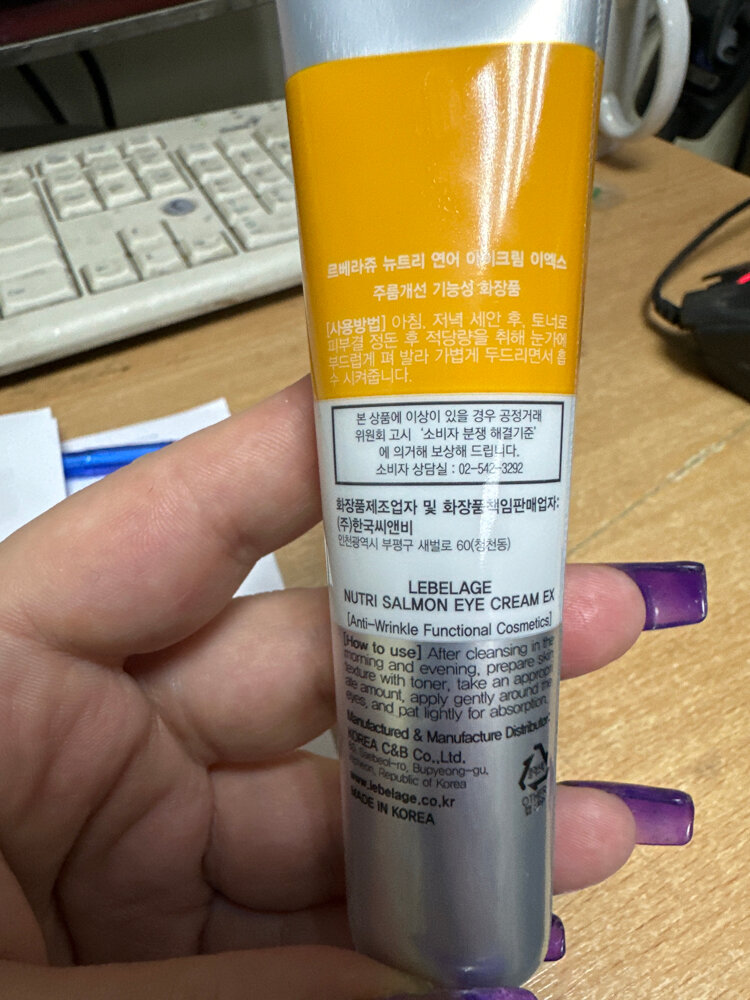 르베라쥬 뉴트리 연어 아이크림 이엑스
주름개선 기능성 화장품
[사용방법] 아침, 저녁 세안 후, 토너로
피부결 정돈 후 적당량을 취해 눈가에
부드럽게 펴 발라 가볍게 두드리면서 흡
수 시켜줍니다.
본 상품에 이상이 있을 경우 공정거래
위원회 고시 '소비자 분쟁 해결기준'
에 의거해 보상해 드립니다.
소비자 상담실 : 02-542-3292
화장품제조업자 및 화장품책임판매업자:
(주)한국씨앤비
인천광역시 부평구 새벌로 60(청천동)
LEBELAGE
NUTRI SALMON EYE CREAM EX
[Anti-Wrinkle Functional Cosmetics]
[How to use] After cleansing in the
morning and evening, prepare skin
texture with toner, take an appropri
ate amount, apply gently around the
eyes, and pat lightly for absorption.
Manufactured & Manufacture Distributer:
KOREA C&B Co.,Ltd.
60, Saebeol-ro, Bupyeong-gu,
Incheon, Republic of Korea
www.lebelage.co.kr
MADE IN KOREA
OTHER